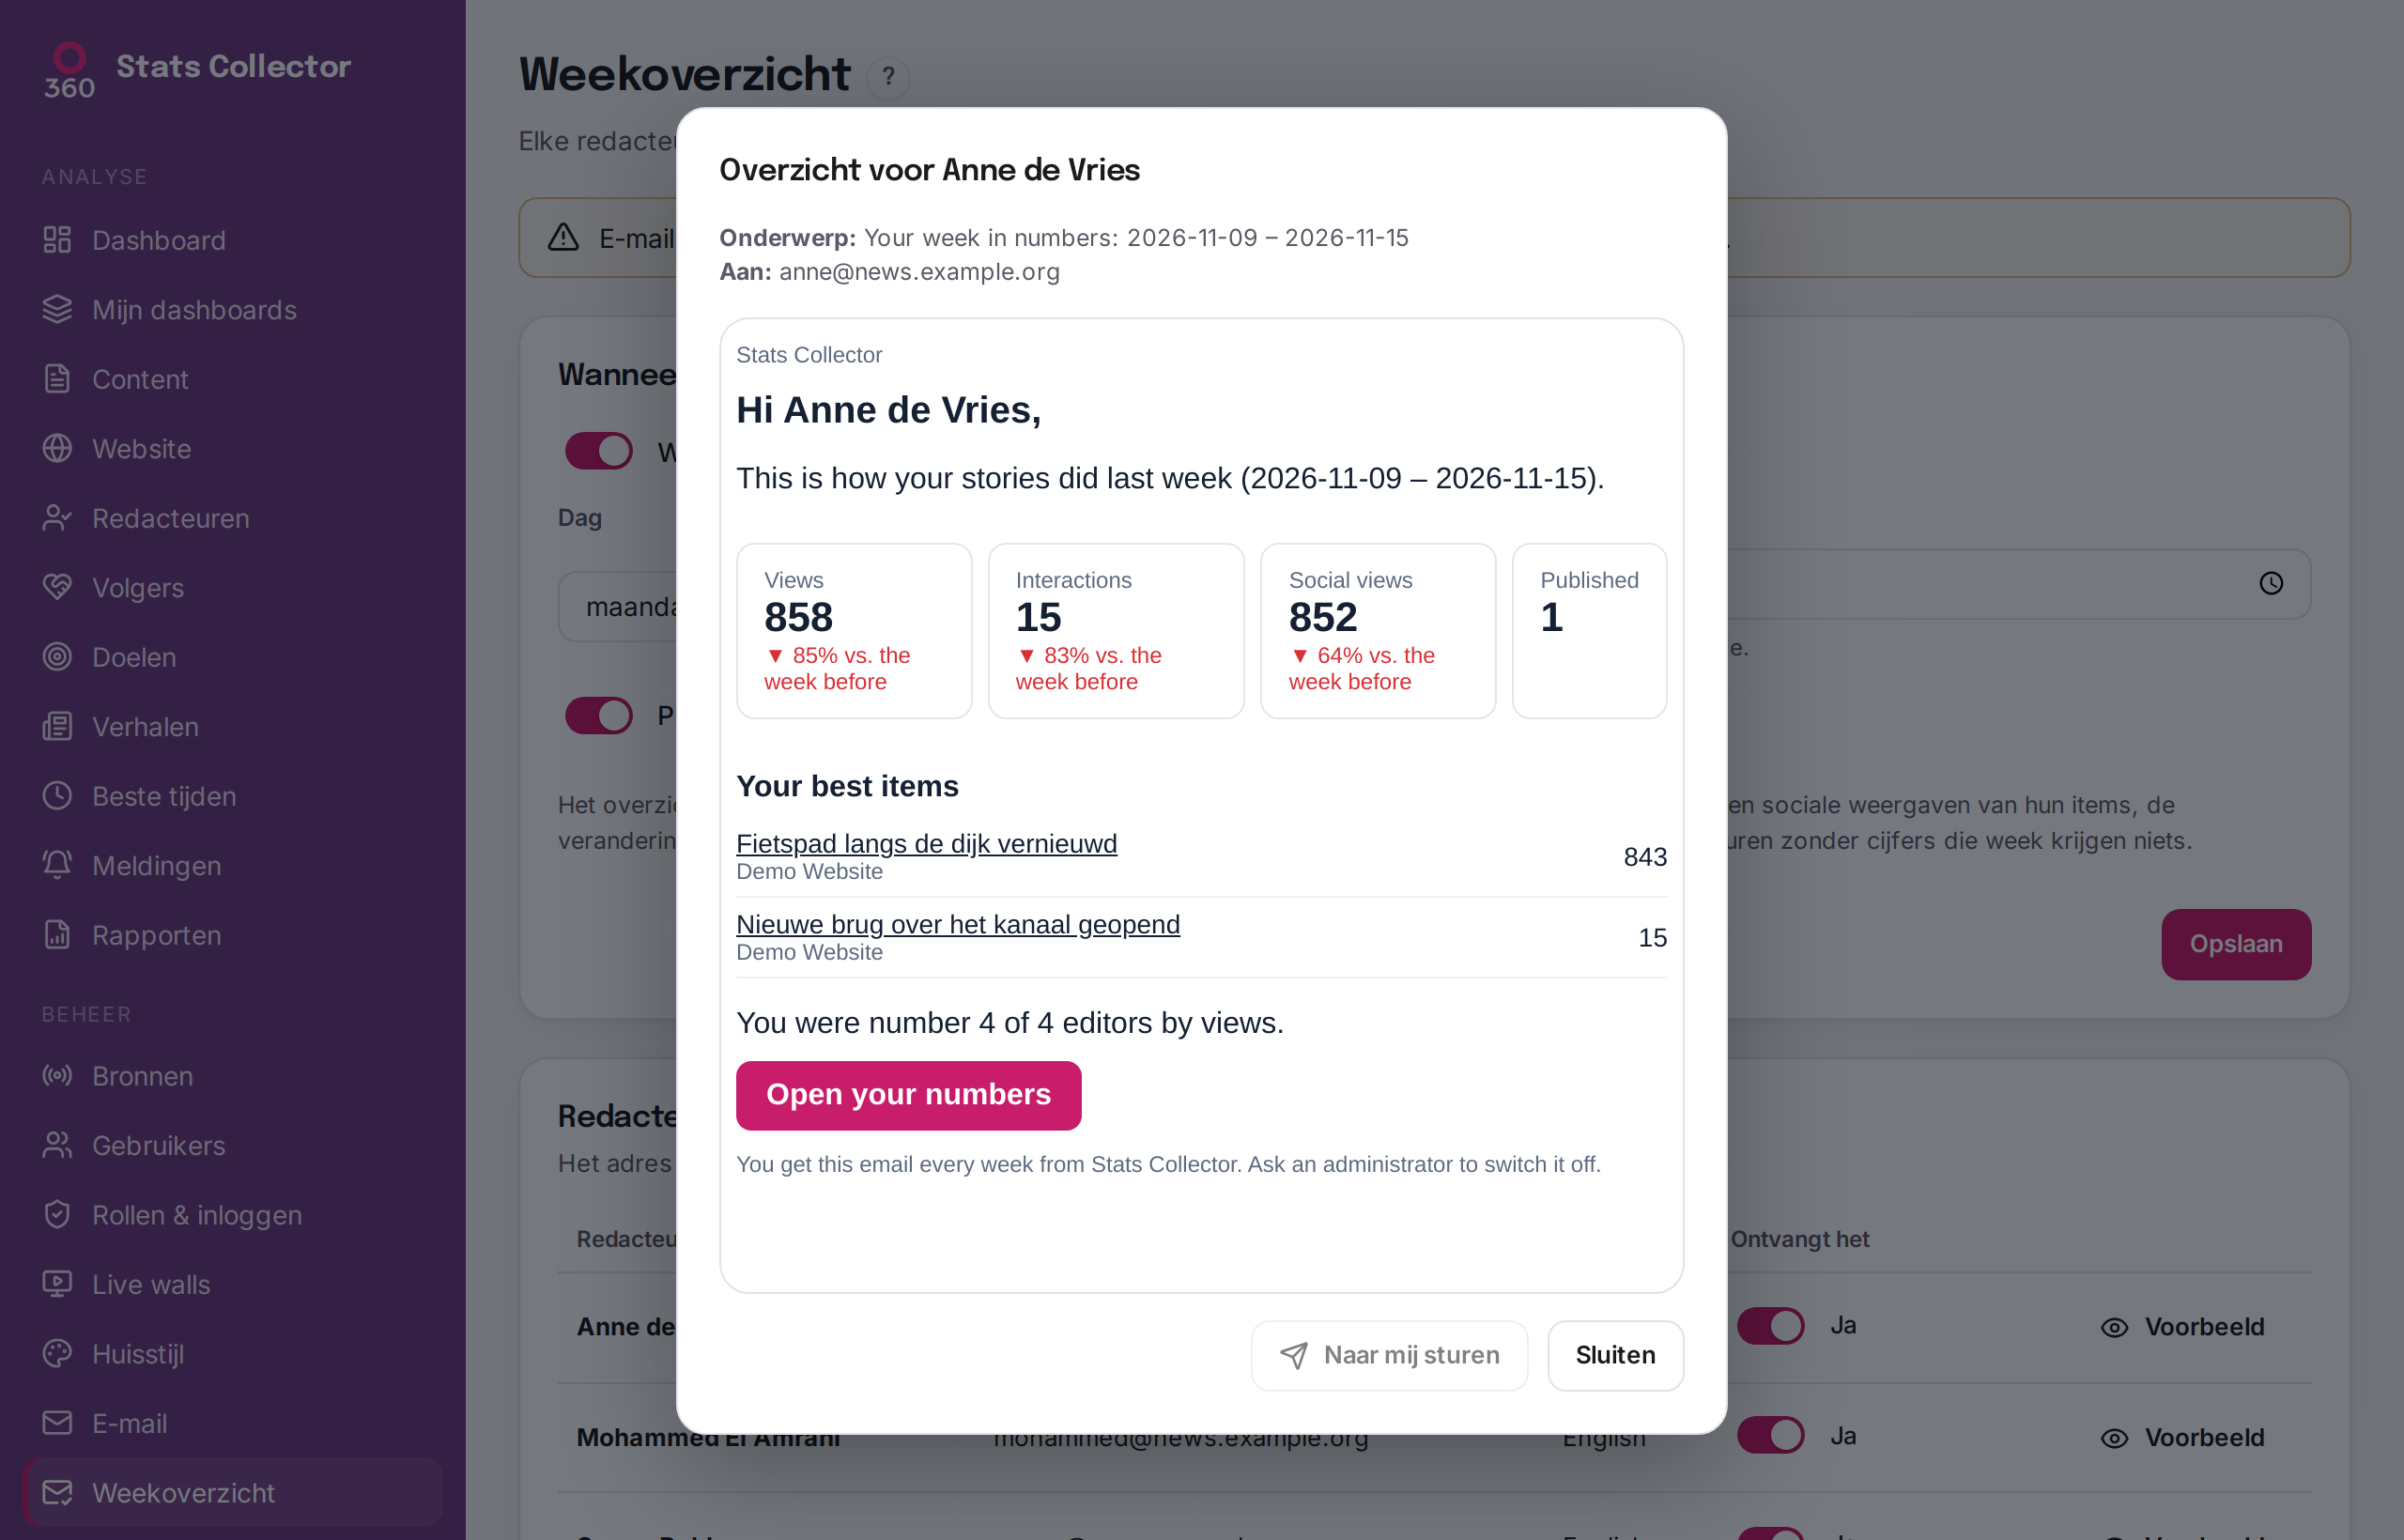 360
Stats Collector
ANALYSE
Dashboard
Mijn dashboards
Content
Website
Redacteuren
Volgers
Doelen
Verhalen
Beste tijden
Meldingen
Rapporten
BEHEER
Bronnen
Gebruikers
Rollen & inloggen
Live walls
Huisstijl
E-mail
Weekoverzicht
Weekoverzicht ?
Elke
E-mail
Dag
Het overzi
en sociale weergaven van hun items, de
zonder cijfers die week krijgen niets.
Opslaan
Het adres
Ontvangt het
Anne de
Ja
Voorbeeld
Mohammed El Amrani
mohammed@news.example.org
English
Ja
Voorbeeld
Overzicht voor Anne de Vries
Onderwerp: Your week in numbers: 2026-11-09 – 2026-11-15
Aan: anne@news.example.org
Stats Collector
Hi Anne de Vries,
This is how your stories did last week (2026-11-09 – 2026-11-15).
Views
858
▼ 85% vs. the
week before
Interactions
15
▼ 83% vs. the
week before
Social views
852
▼ 64% vs. the
week before
Published
1
Your best items
Fietspad langs de dijk vernieuwd
Demo Website
843
Nieuwe brug over het kanaal geopend
Demo Website
15
You were number 4 of 4 editors by views.
Open your numbers
You get this email every week from Stats Collector. Ask an administrator to switch it off.
Naar mij sturen
Sluiten